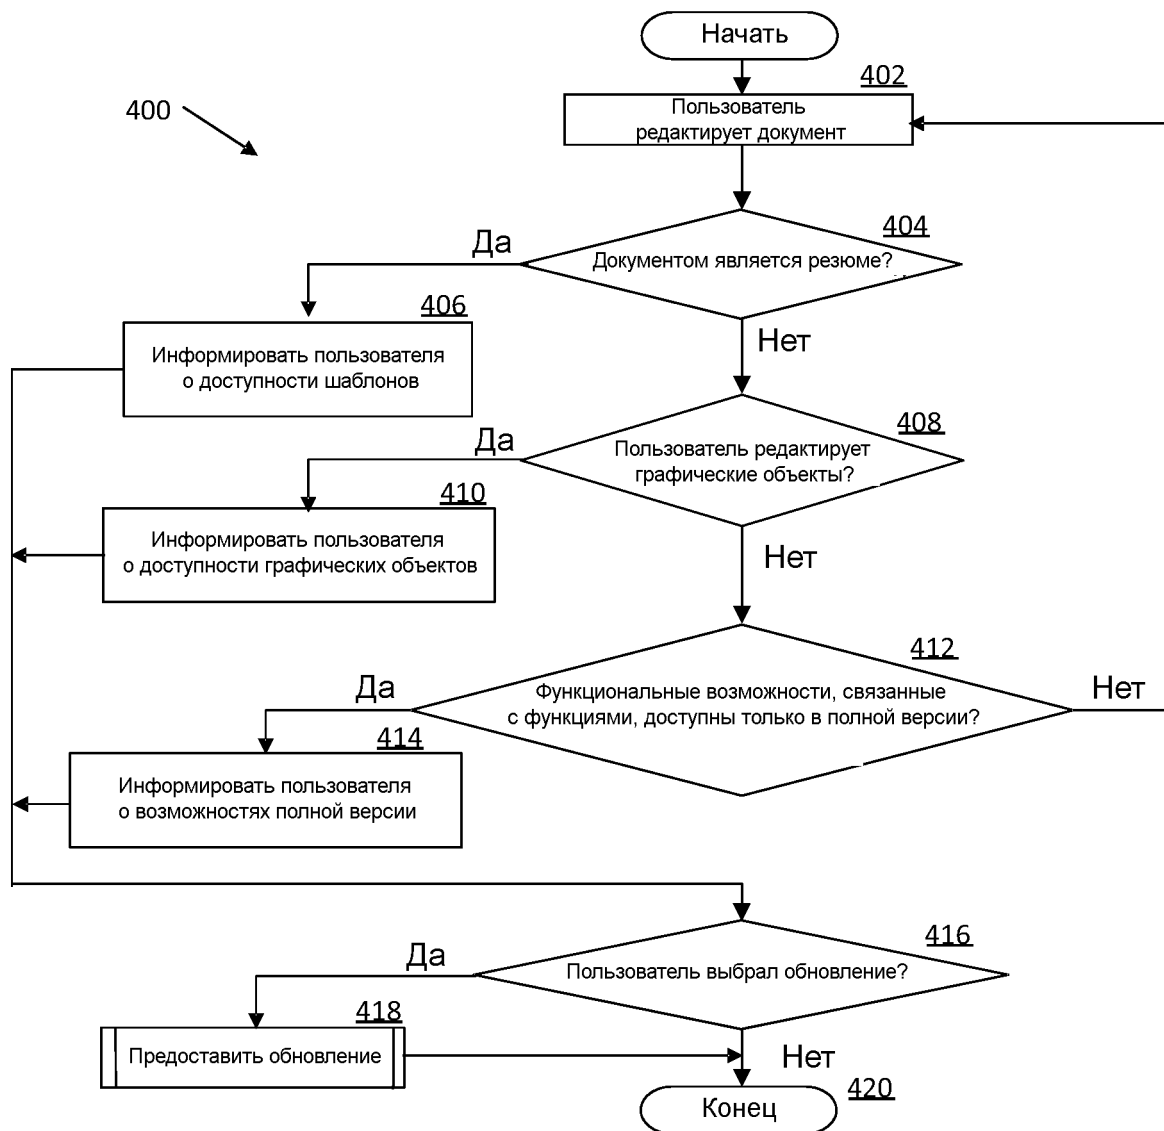 Начать
402
Пользователь
редактирует документ
400
404
Да
Документом является резюме?
406
Нет
Информировать пользователя
о доступности шаблонов
408
Да
Пользователь редактирует
графические объекты?
410
Информировать пользователя
о доступности графических объектов
Нет
412
Да
Функциональные возможности, связанные
с функциями, доступны только в полной версии?
Нет
414
Информировать пользователя
о возможностях полной версии
416
Да
Пользователь выбрал обновление?
418
Предоставить обновление
Нет
420
Конец